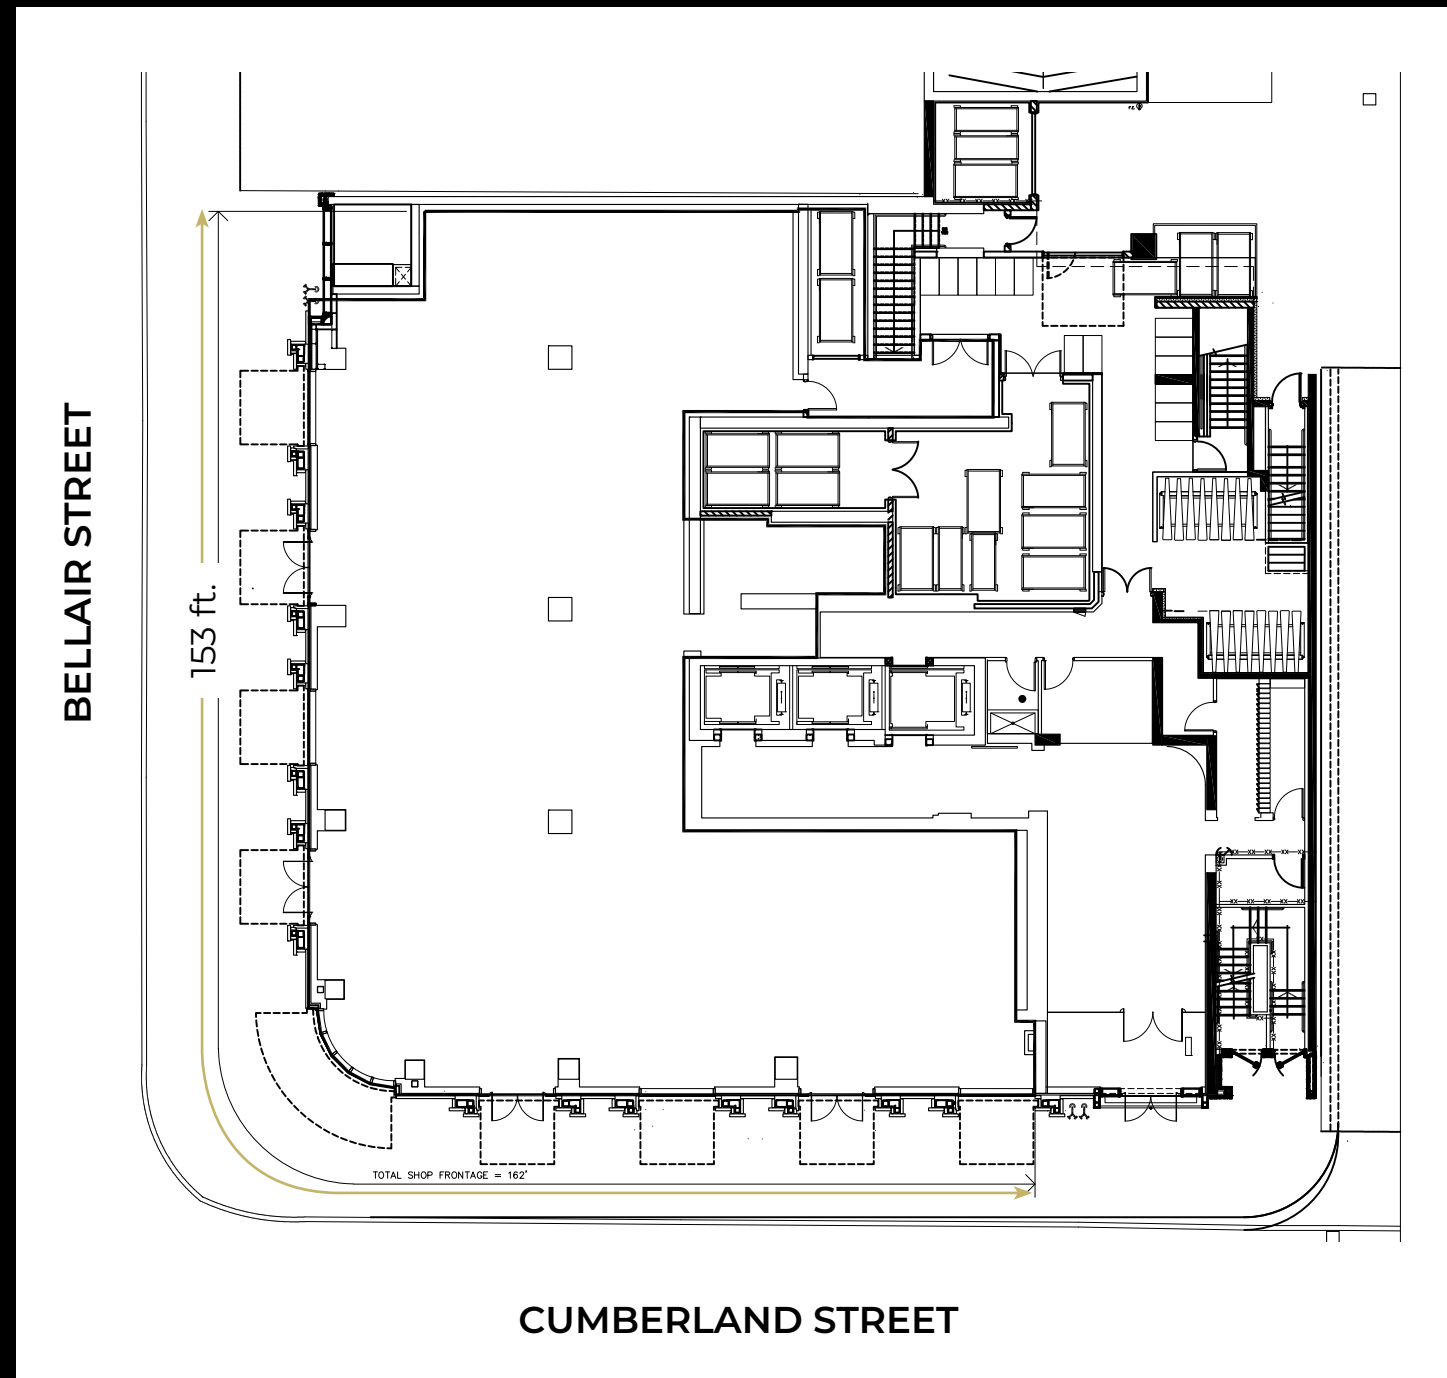 F.E.
BELLAIR STREET
153 ft.
TOTAL SHOP FRONTAGE = 162'
CUMBERLAND STREET